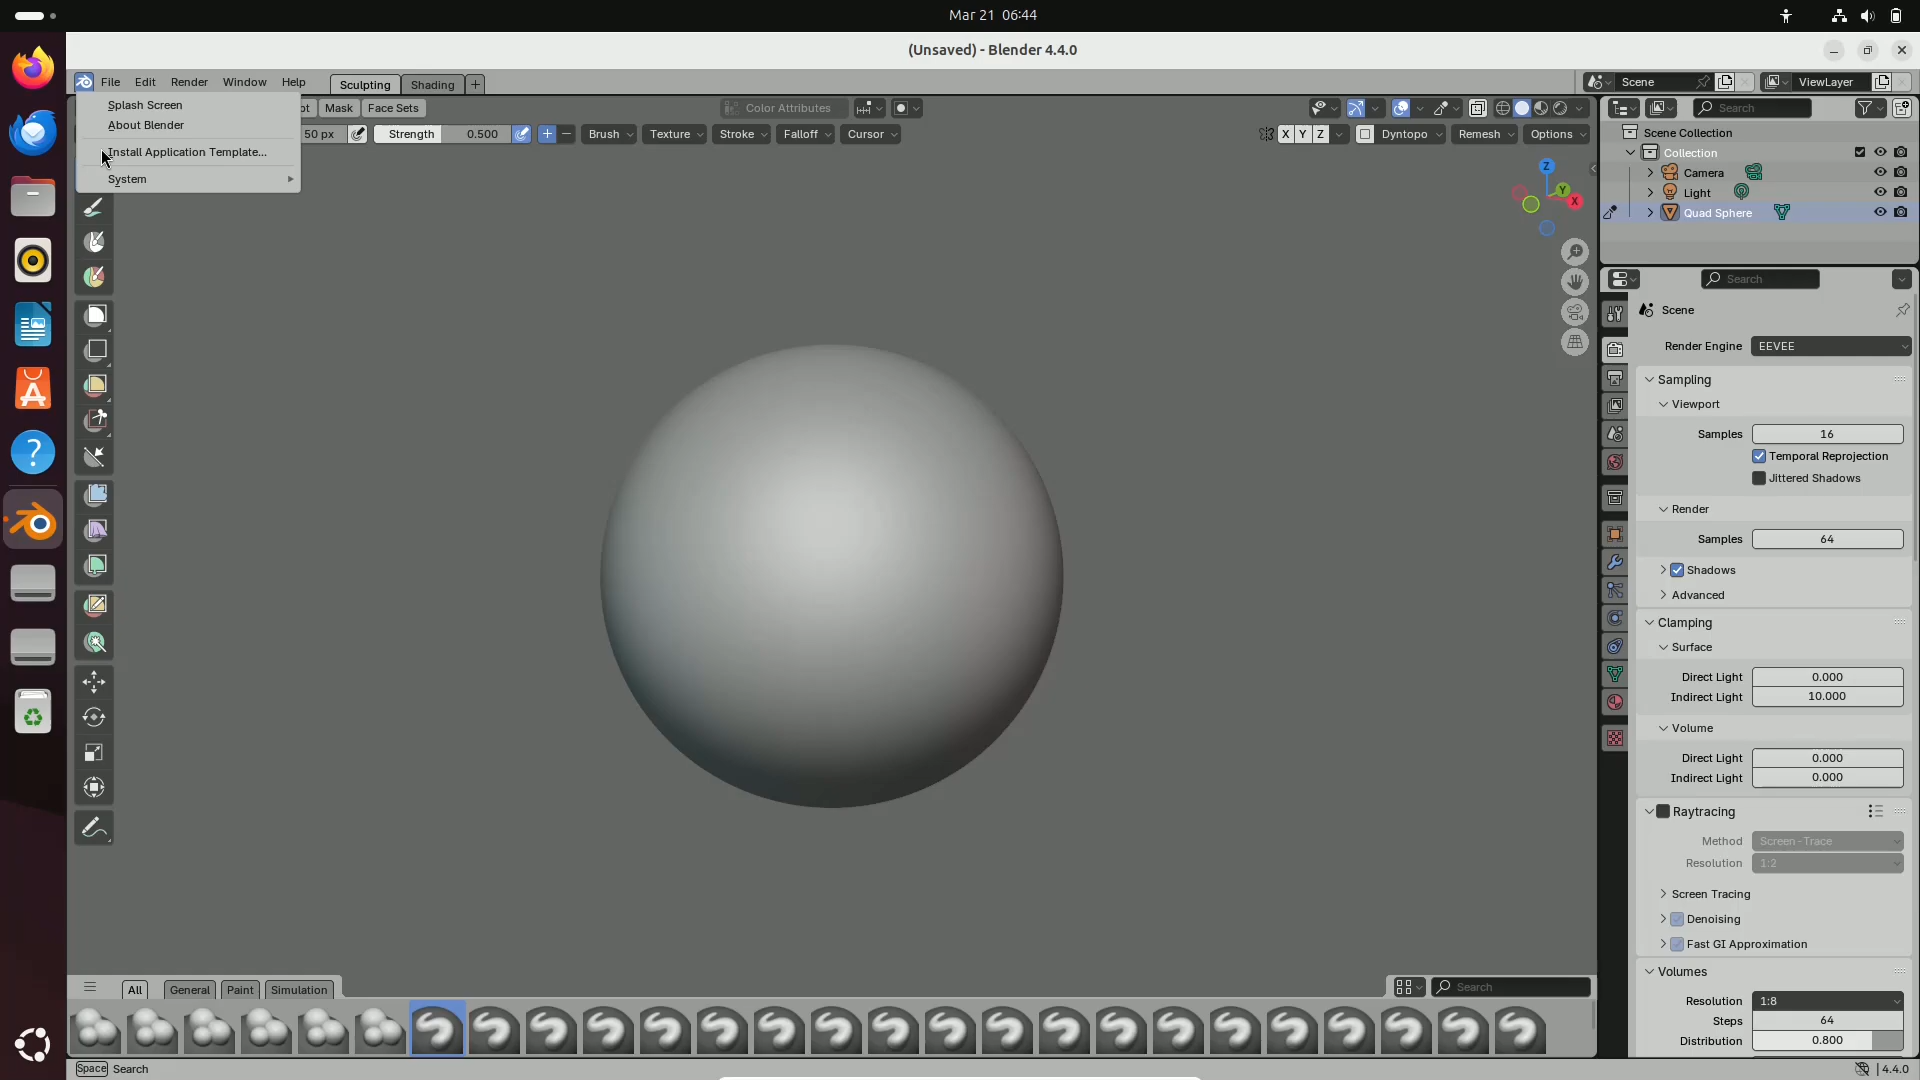 Mar 21 06:44
(Unsaved) - Blender 4.4.0
File Edit Render Window Help Sculpting Shading +
Scene ViewLayer
Splash Screen
About Blender
Install Application Template...
System
Mask Face Sets
Color Attributes
50 px Strength 0.500 Brush Texture Stroke Falloff Cursor
X Y Z Dyntopo Remesh Options
Z
Y
X
Search
Scene Collection
Collection
Camera
Light
Quad Sphere
Search
Scene
Render Engine EEVEE
Sampling
Viewport
Samples 16
Temporal Reprojection
Jittered Shadows
Render
Samples 64
Shadows
Advanced
Clamping
Surface
Direct Light 0.000
Indirect Light 10.000
Volume
Direct Light 0.000
Indirect Light 0.000
Raytracing
Method Screen-Trace
Resolution 1:2
Screen Tracing
Denoising
Fast GI Approximation
Volumes
Resolution 1:8
Steps 64
Distribution 0.800
All General Paint Simulation
Search
Space Search
4.4.0